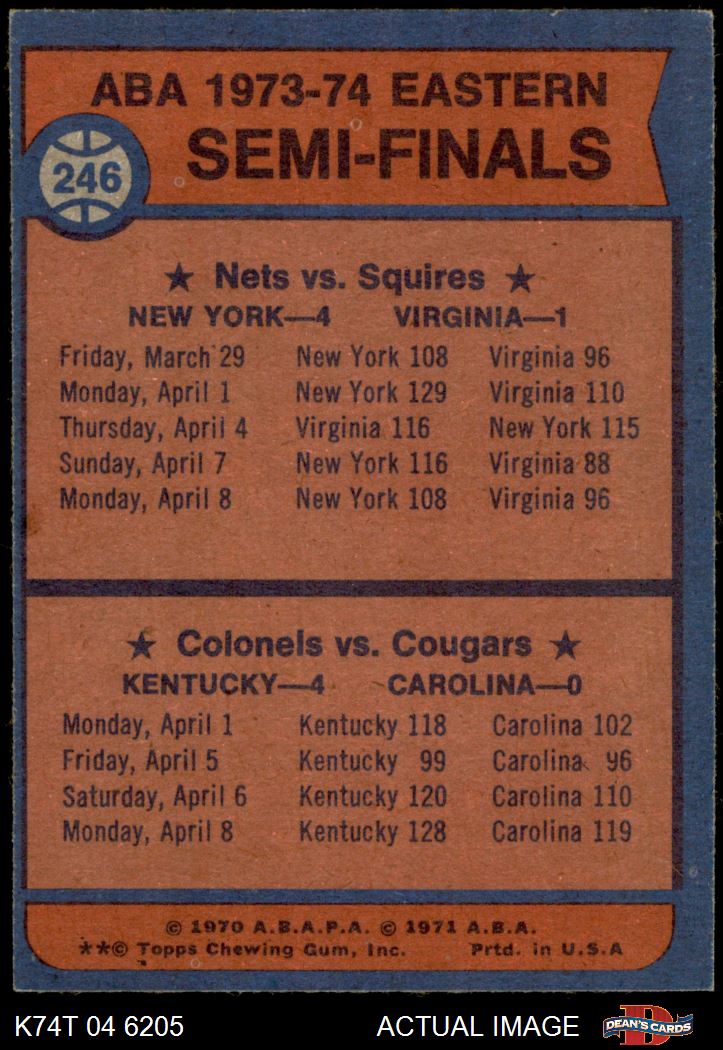 ABA 1973-74 EASTERN
SEMI-FINALS
246
★ Nets vs. Squires ★
NEW YORK—4 VIRGINIA—1
Friday, March 29 New York 108 Virginia 96
Monday, April 1 New York 129 Virginia 110
Thursday, April 4 Virginia 116 New York 115
Sunday, April 7 New York 116 Virginia 88
Monday, April 8 New York 108 Virginia 96
★ Colonels vs. Cougars ★
KENTUCKY—4 CAROLINA—0
Monday, April 1 Kentucky 118 Carolina 102
Friday, April 5 Kentucky 99 Carolina 96
Saturday, April 6 Kentucky 120 Carolina 110
Monday, April 8 Kentucky 128 Carolina 119
© 1970 A.B.A.P.A. © 1971 A.B.A.
★★© Topps Chewing Gum, Inc. Prtd. in U.S.A
K74T 04 6205 ACTUAL IMAGE D DEAN'S CARDS